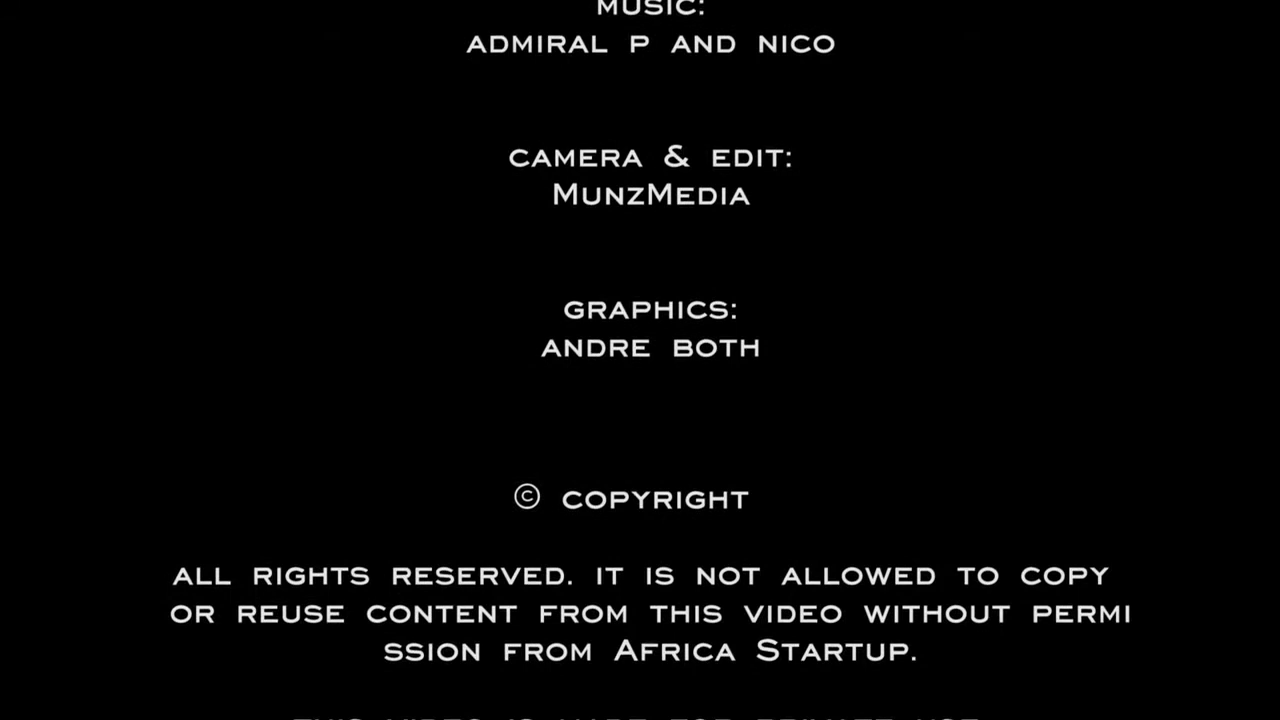 MUSIC:
ADMIRAL P AND NICO
CAMERA & EDIT:
MUNZMEDIA
GRAPHICS:
ANDRE BOTH
© COPYRIGHT
ALL RIGHTS RESERVED. IT IS NOT ALLOWED TO COPY
OR REUSE CONTENT FROM THIS VIDEO WITHOUT PERMI
SSION FROM AFRICA STARTUP.